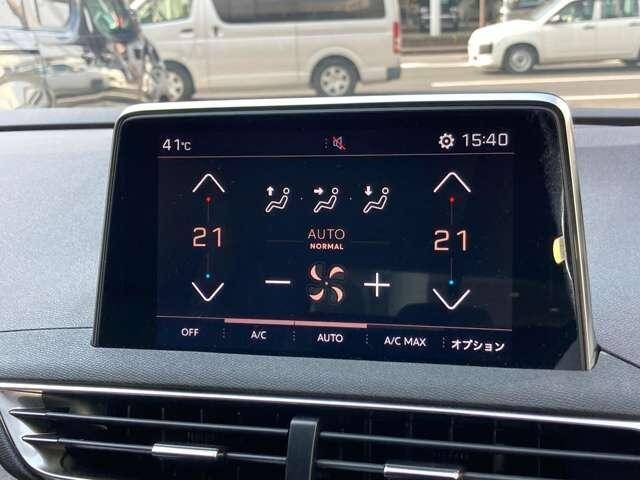 41°C 15:40
21 AUTO 21
NORMAL
OFF A/C AUTO A/C MAX オプション